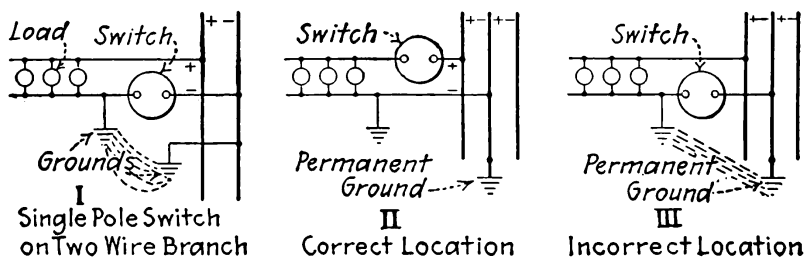 Load
Switch
+ -
+
-
Grounds
I
Single Pole Switch
on Two Wire Branch
Switch
+- +-
+
-
Permanent
Ground
II
Correct Location
Switch
+- +-
Permanent
Ground
III
Incorrect Location